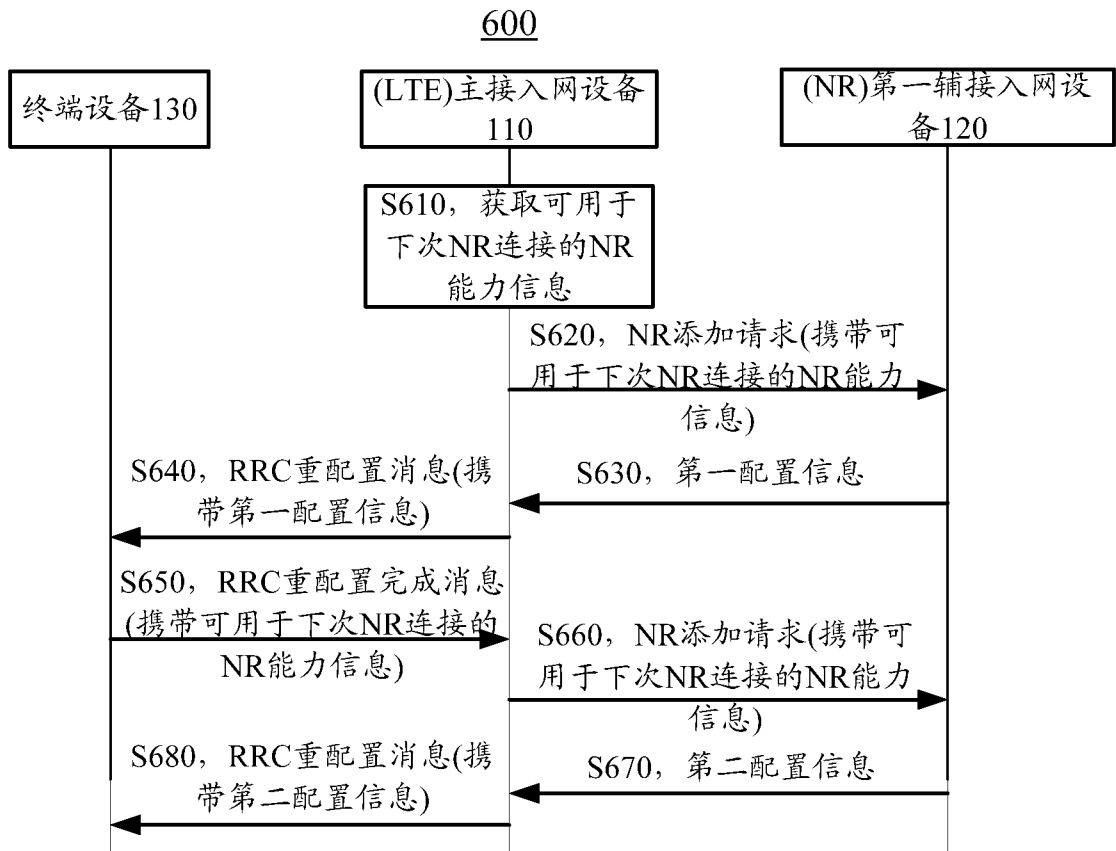 600
终端设备130
(LTE)主接入网设备
110
(NR)第一辅接入网设
备120
S610，获取可用于
下次NR连接的NR
能力信息
S620，NR添加请求(携带可
用于下次NR连接的NR能力
信息)
S630，第一配置信息
S640，RRC重配置消息(携
带第一配置信息)
S650，RRC重配置完成消息
(携带可用于下次NR连接的
NR能力信息)
S660，NR添加请求(携带可
用于下次NR连接的NR能力
信息)
S670，第二配置信息
S680，RRC重配置消息(携
带第二配置信息)